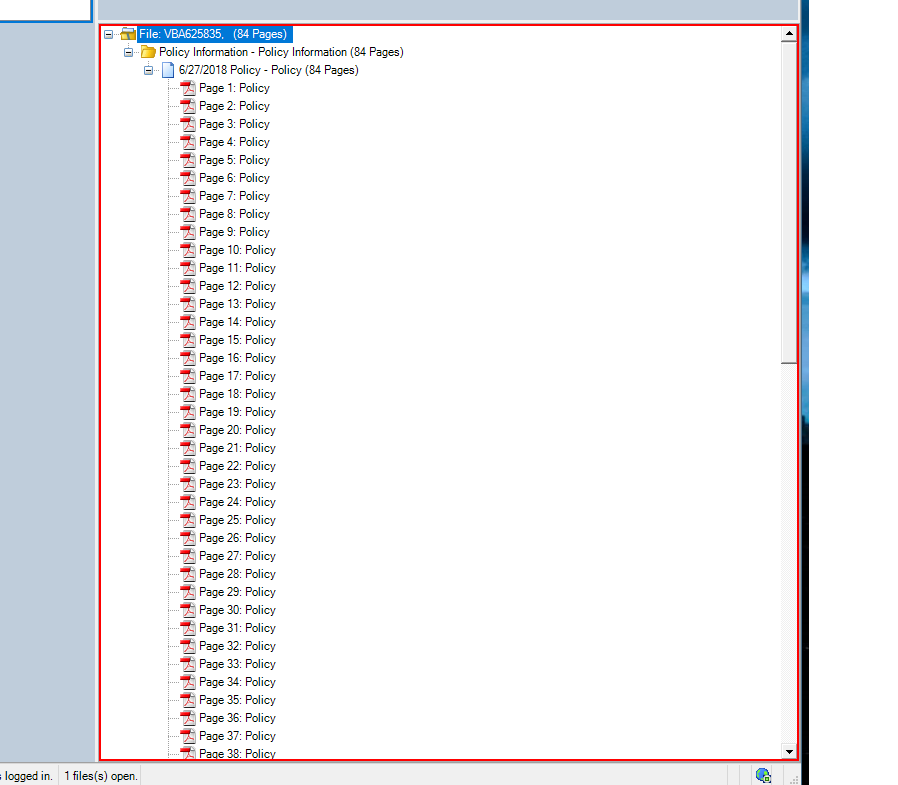 File: VBA625835,   (84 Pages)
Policy Information - Policy Information (84 Pages)
6/27/2018 Policy - Policy (84 Pages)
Page 1: Policy
Page 2: Policy
Page 3: Policy
Page 4: Policy
Page 5: Policy
Page 6: Policy
Page 7: Policy
Page 8: Policy
Page 9: Policy
Page 10: Policy
Page 11: Policy
Page 12: Policy
Page 13: Policy
Page 14: Policy
Page 15: Policy
Page 16: Policy
Page 17: Policy
Page 18: Policy
Page 19: Policy
Page 20: Policy
Page 21: Policy
Page 22: Policy
Page 23: Policy
Page 24: Policy
Page 25: Policy
Page 26: Policy
Page 27: Policy
Page 28: Policy
Page 29: Policy
Page 30: Policy
Page 31: Policy
Page 32: Policy
Page 33: Policy
Page 34: Policy
Page 35: Policy
Page 36: Policy
Page 37: Policy
Page 38: Policy
s logged in. 1 files(s) open.